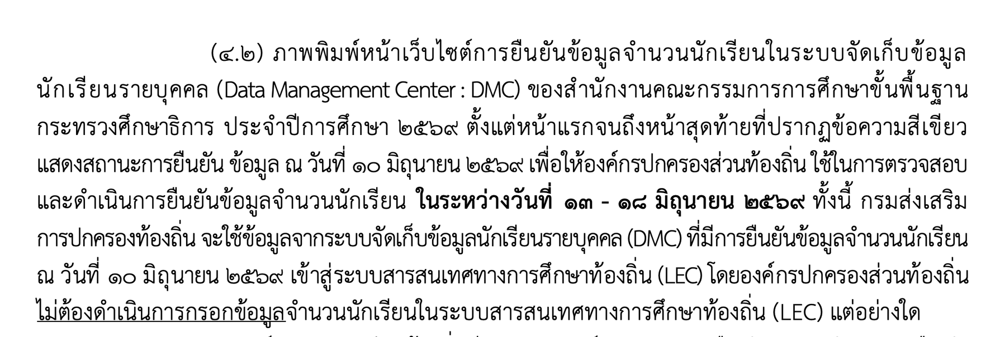 (๔.๒) ภาพพิมพ์หน้าเว็บไซต์การยืนยันข้อมูลจำนวนนักเรียนในระบบจัดเก็บข้อมูล
นักเรียนรายบุคคล (Data Management Center : DMC) ของสำนักงานคณะกรรมการการศึกษาขั้นพื้นฐาน
กระทรวงศึกษาธิการ ประจำปีการศึกษา ๒๕๖๙ ตั้งแต่หน้าแรกจนถึงหน้าสุดท้ายที่ปรากฏข้อความสีเขียว
แสดงสถานะการยืนยัน ข้อมูล ณ วันที่ ๑๐ มิถุนายน ๒๕๖๙ เพื่อให้องค์กรปกครองส่วนท้องถิ่น ใช้ในการตรวจสอบ
และดำเนินการยืนยันข้อมูลจำนวนนักเรียน ในระหว่างวันที่ ๑๓ - ๑๘ มิถุนายน ๒๕๖๙ ทั้งนี้ กรมส่งเสริม
การปกครองท้องถิ่น จะใช้ข้อมูลจากระบบจัดเก็บข้อมูลนักเรียนรายบุคคล (DMC) ที่มีการยืนยันข้อมูลจำนวนนักเรียน
ณ วันที่ ๑๐ มิถุนายน ๒๕๖๙ เข้าสู่ระบบสารสนเทศทางการศึกษาท้องถิ่น (LEC) โดยองค์กรปกครองส่วนท้องถิ่น
ไม่ต้องดำเนินการกรอกข้อมูลจำนวนนักเรียนในระบบสารสนเทศทางการศึกษาท้องถิ่น (LEC) แต่อย่างใด